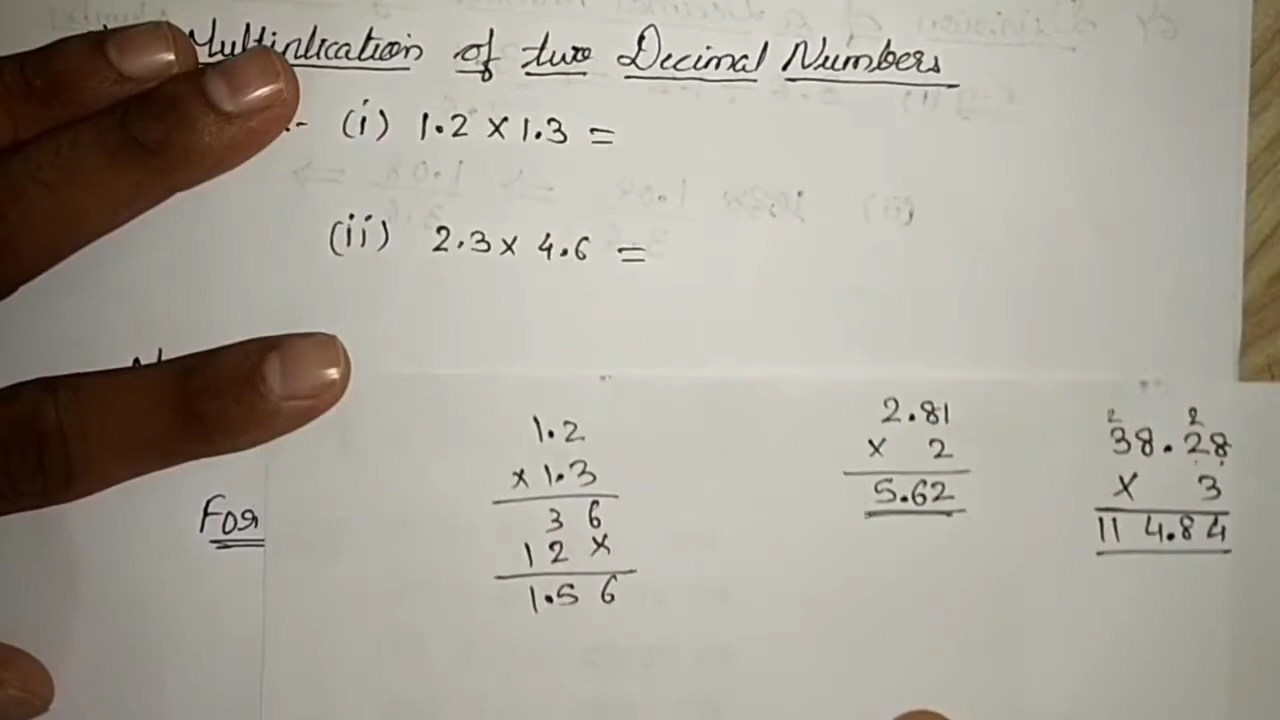 Multiplication of two Decimal Numbers
(i) 1.2 × 1.3 =
(ii) 2.3 × 4.6 =
For
1.2
× 1.3
3 6
1 2 ×
1.5 6
2.81
× 2
5.62
2 2
38.28
× 3
11 4.84